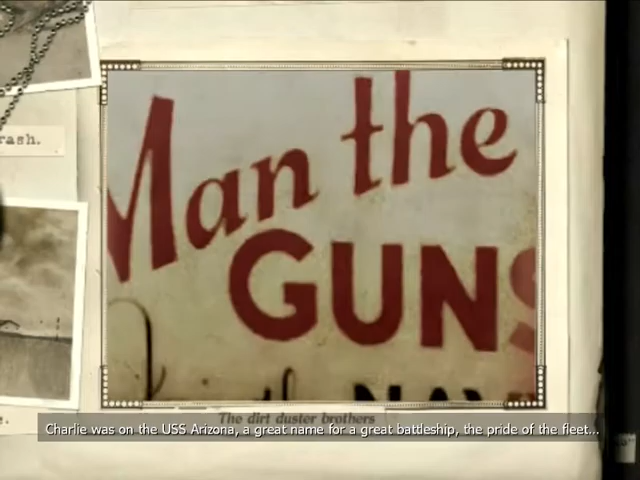 rash.
Man the
GUNS
The dirt duster brothers
Charlie was on the USS Arizona, a great name for a great battleship, the pride of the fleet...